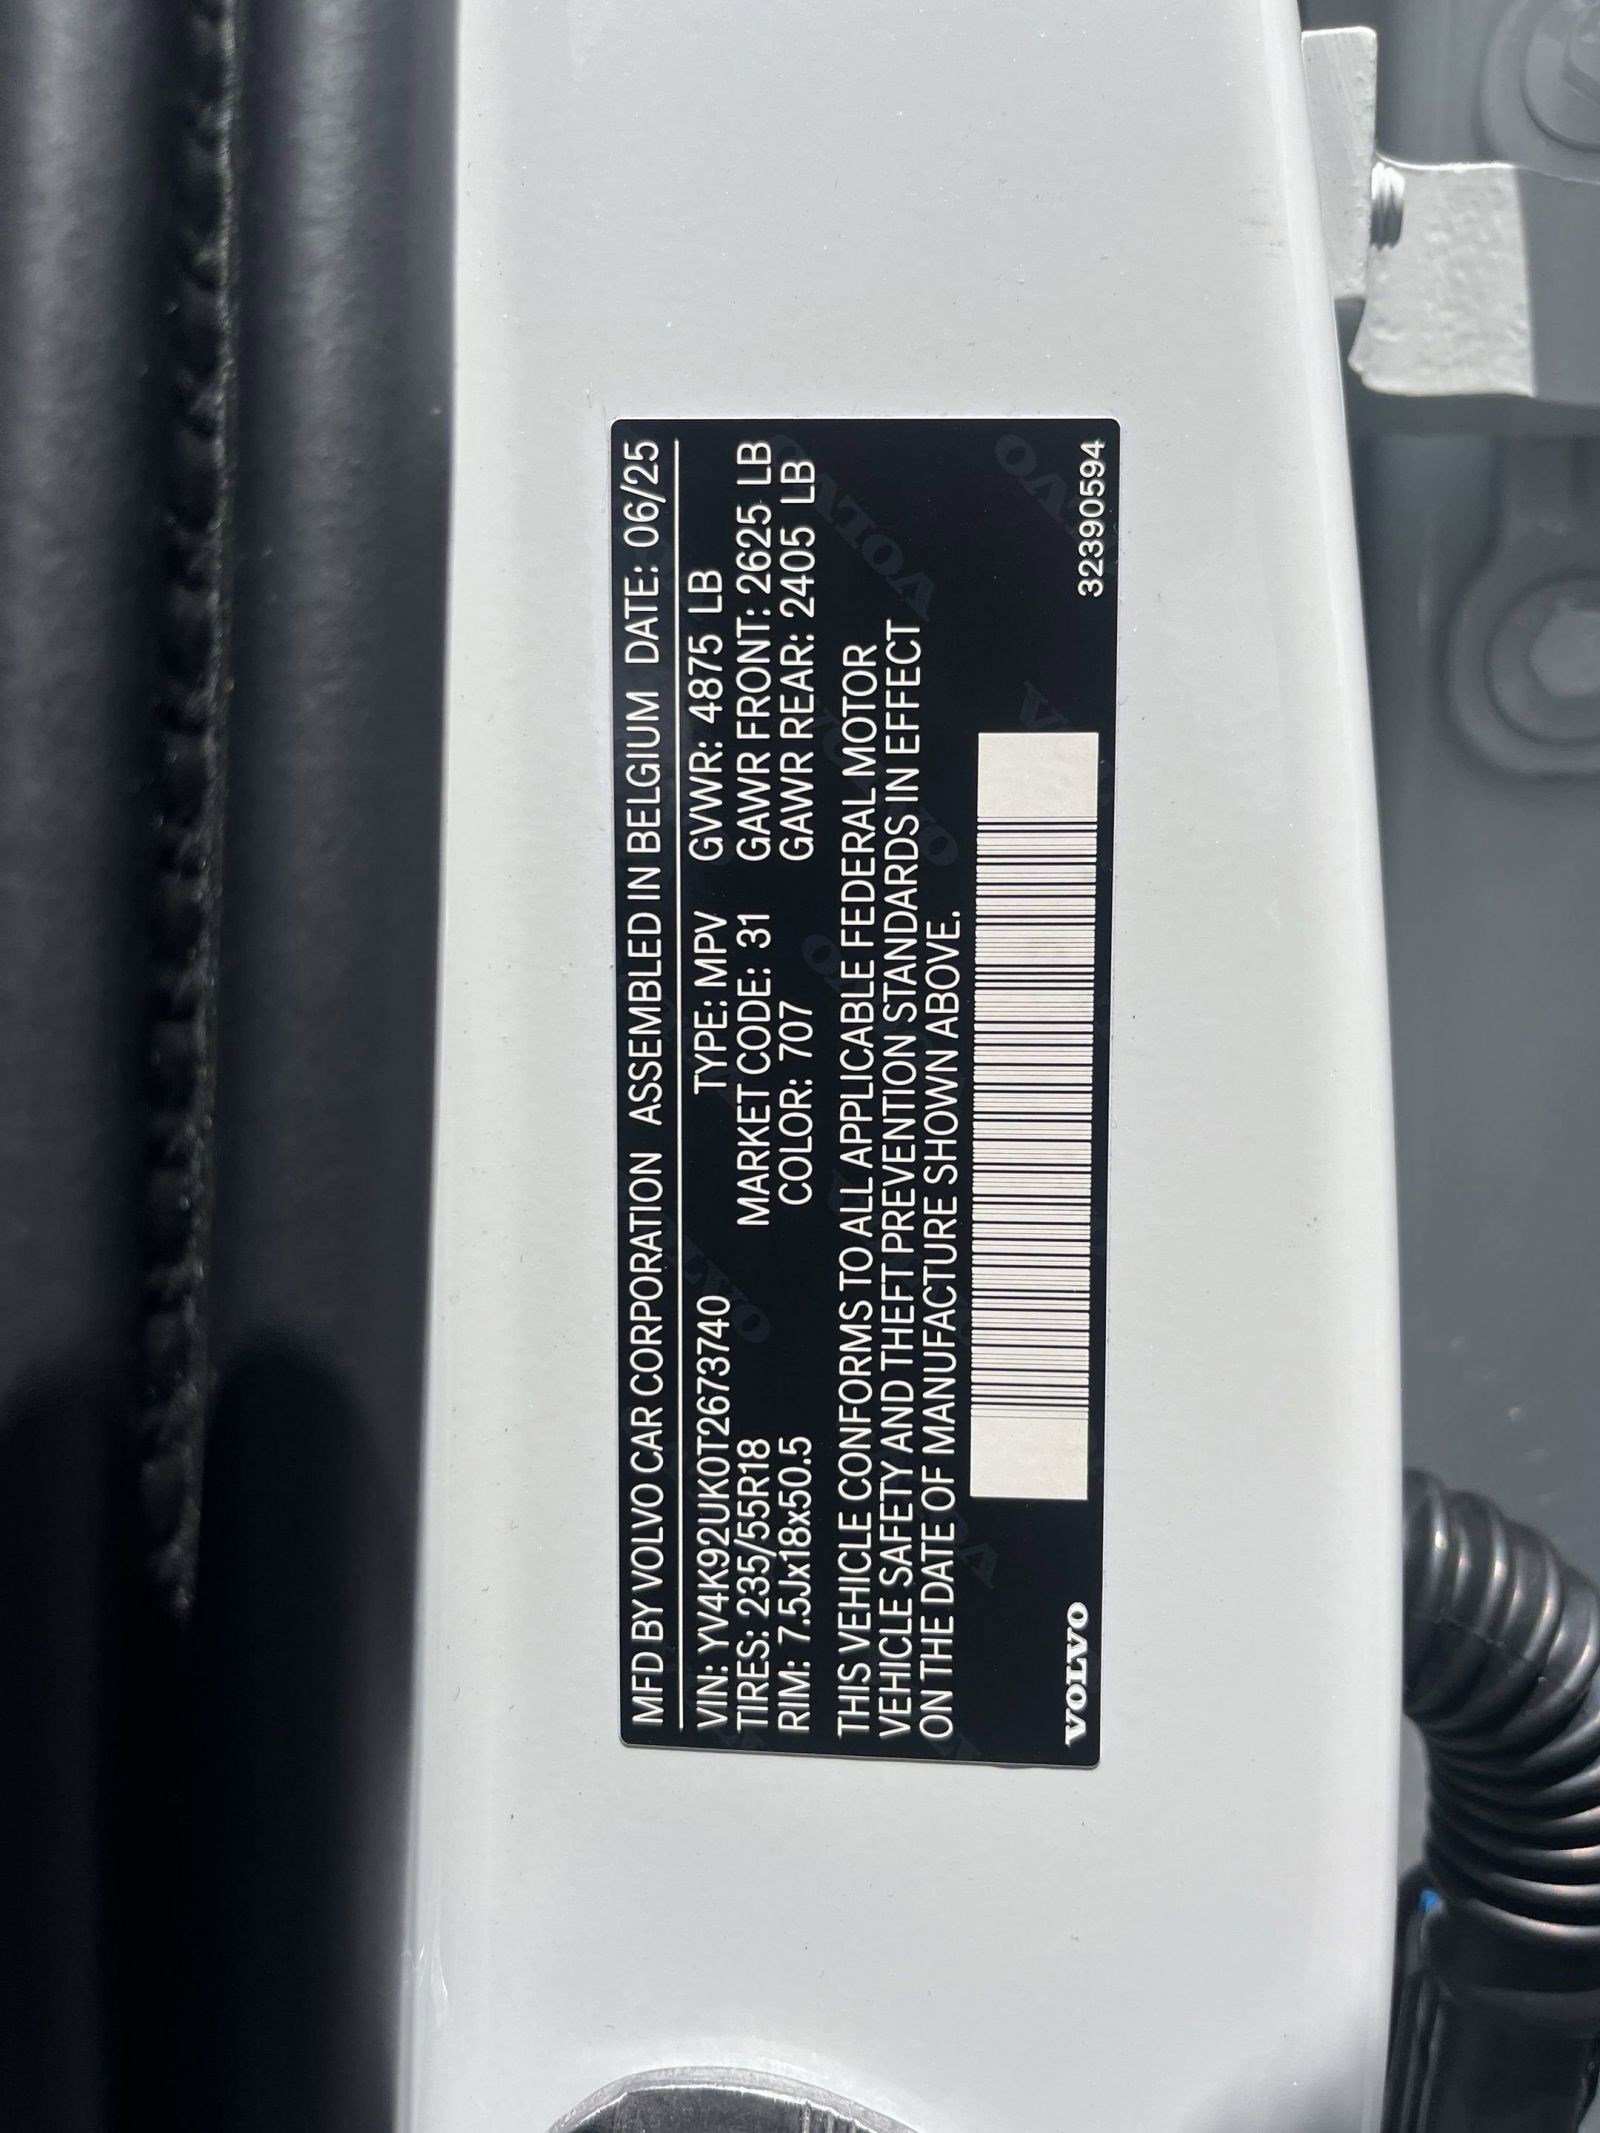 MFD BY VOLVO CAR CORPORATION ASSEMBLED IN BELGIUM DATE: 06/25
VIN: YV4K92UK0T2673740 TYPE: MPV GVWR: 4875 LB
TIRES: 235/55R18 MARKET CODE: 31 GAWR FRONT: 2625 LB
RIM: 7.5Jx18x50.5 COLOR: 707 GAWR REAR: 2405 LB
THIS VEHICLE CONFORMS TO ALL APPLICABLE FEDERAL MOTOR
VEHICLE SAFETY AND THEFT PREVENTION STANDARDS IN EFFECT
ON THE DATE OF MANUFACTURE SHOWN ABOVE.
VOLVO 32390594